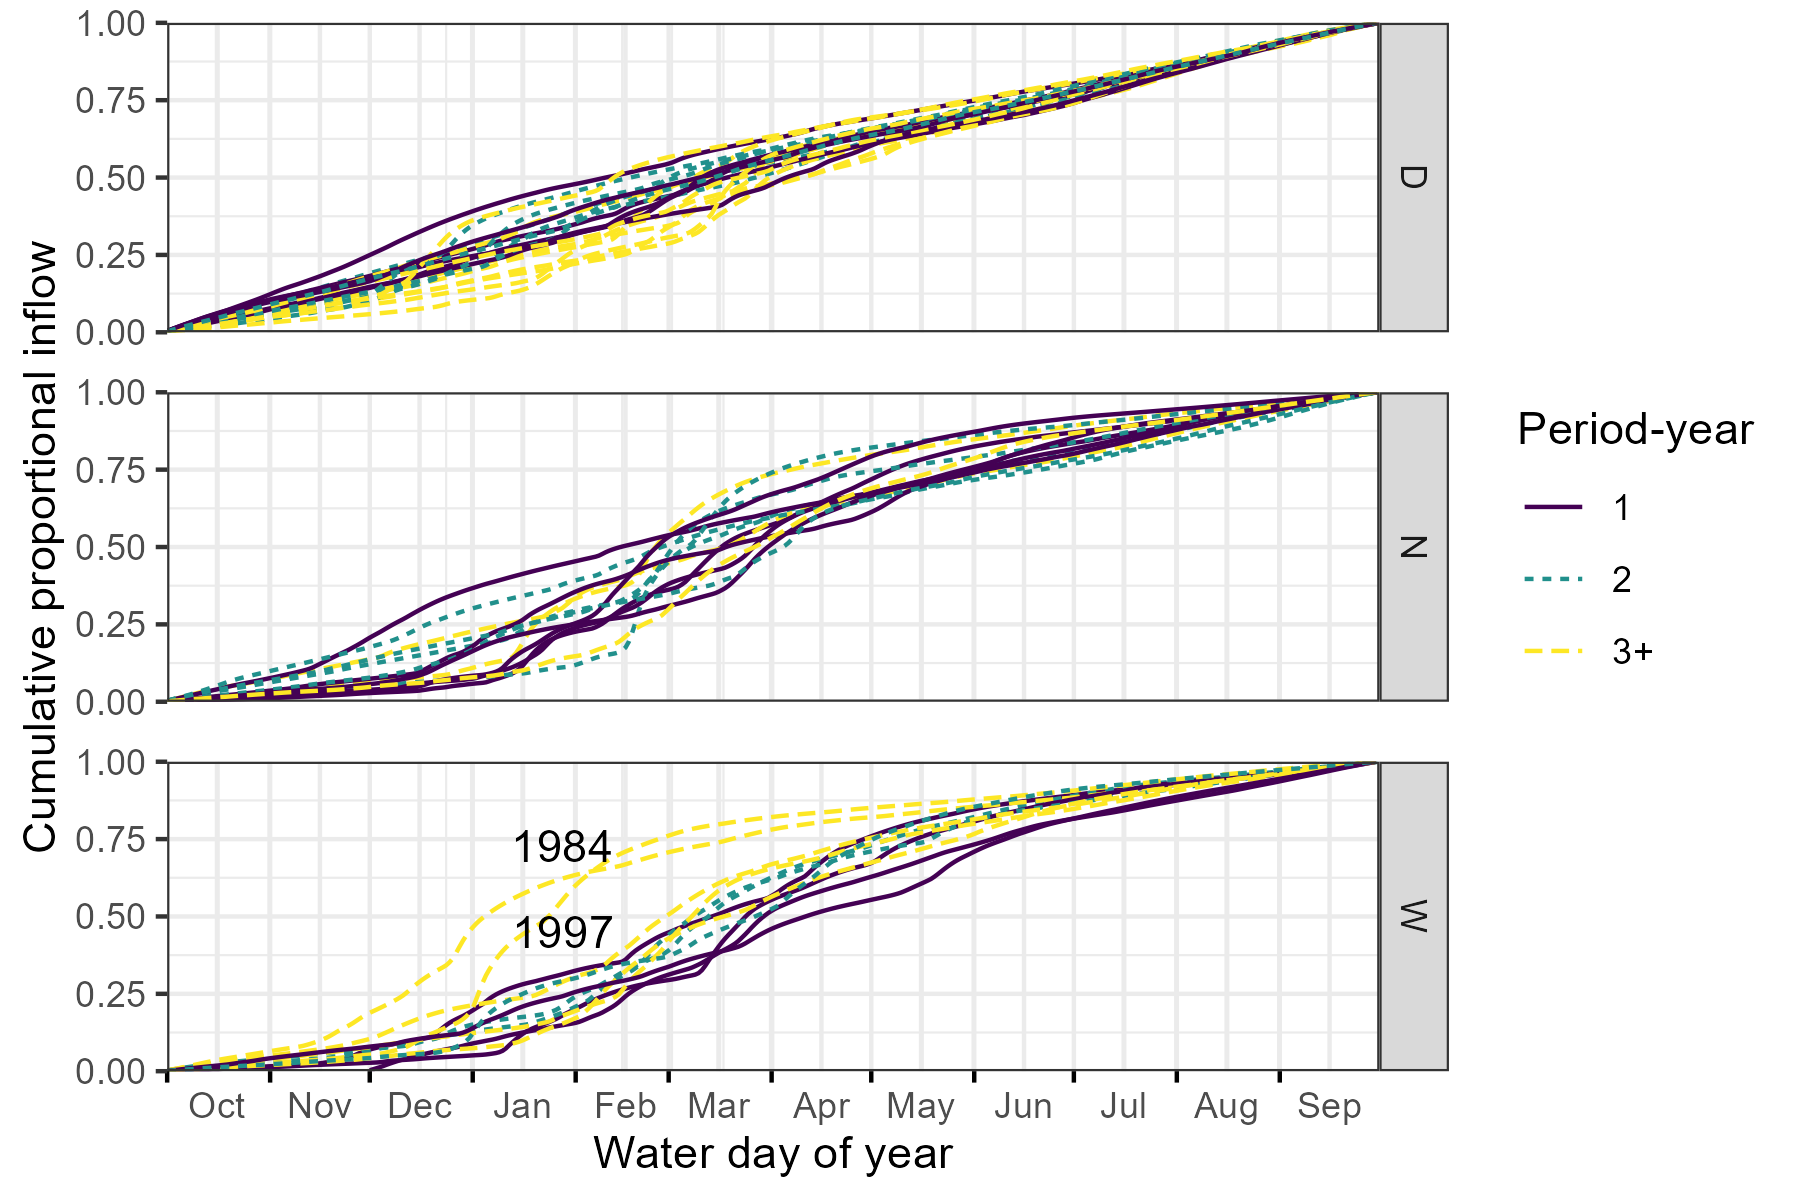 Cumulative proportional inflow
1.00
0.75
0.50
0.25
0.00
D
1.00
0.75
0.50
0.25
0.00
N
1.00
0.75
0.50
0.25
0.00
W
1984
1997
Oct Nov Dec Jan Feb Mar Apr May Jun Jul Aug Sep
Water day of year
Period-year
1
2
3+